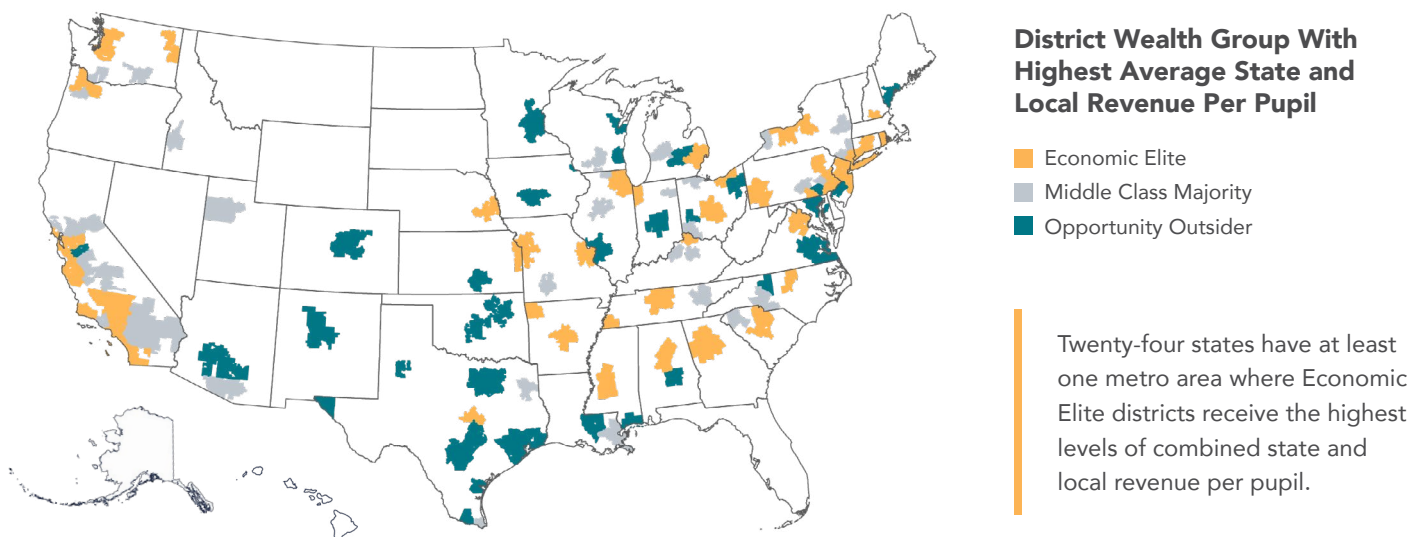 District Wealth Group With
Highest Average State and
Local Revenue Per Pupil
Economic Elite
Middle Class Majority
Opportunity Outsider
Twenty-four states have at least
one metro area where Economic
Elite districts receive the highest
levels of combined state and
local revenue per pupil.